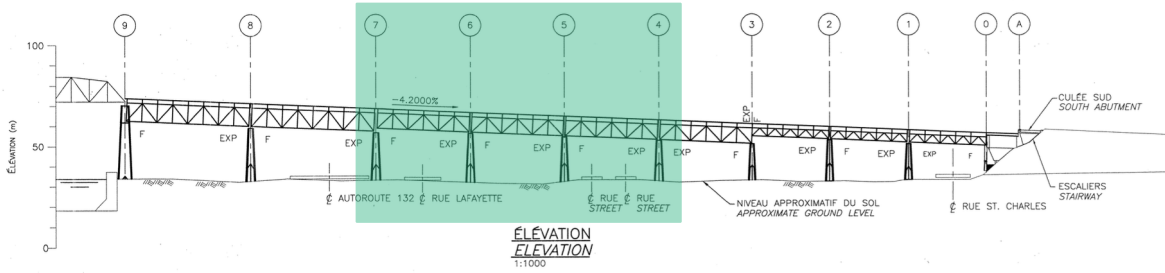 9 8 7 6 5 4 3 2 1 0 A
100
-4.2000%
EXP
F
CULÉE SUD
SOUTH ABUTMENT
F EXP F EXP F EXP F EXP F EXP F EXP F EXP F EXP F
50
ÉLÉVATION (m)
ESCALIERS
STAIRWAY
℄ AUTOROUTE 132 ℄ RUE LAFAYETTE ℄ RUE ℄ RUE
STREET STREET
NIVEAU APPROXIMATIF DU SOL
APPROXIMATE GROUND LEVEL
℄ RUE ST. CHARLES
ÉLÉVATION
ELEVATION
1:1000
0